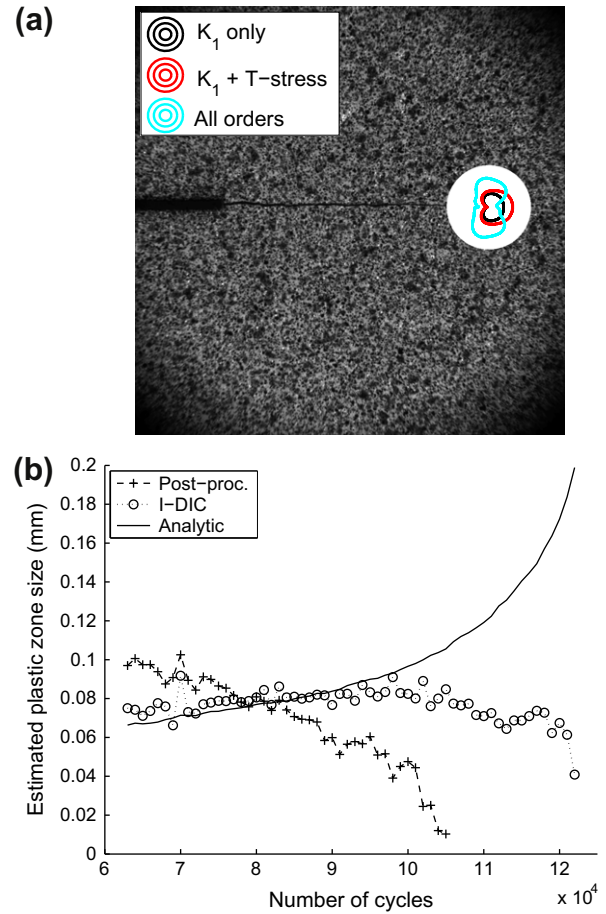 (a)
K1 only
K1 + T−stress
All orders
(b)
Estimated plastic zone size (mm)
0.2
0.18
0.16
0.14
0.12
0.1
0.08
0.06
0.04
0.02
0
Post−proc.
I−DIC
Analytic
6 7 8 9 10 11 12
x 10^4
Number of cycles